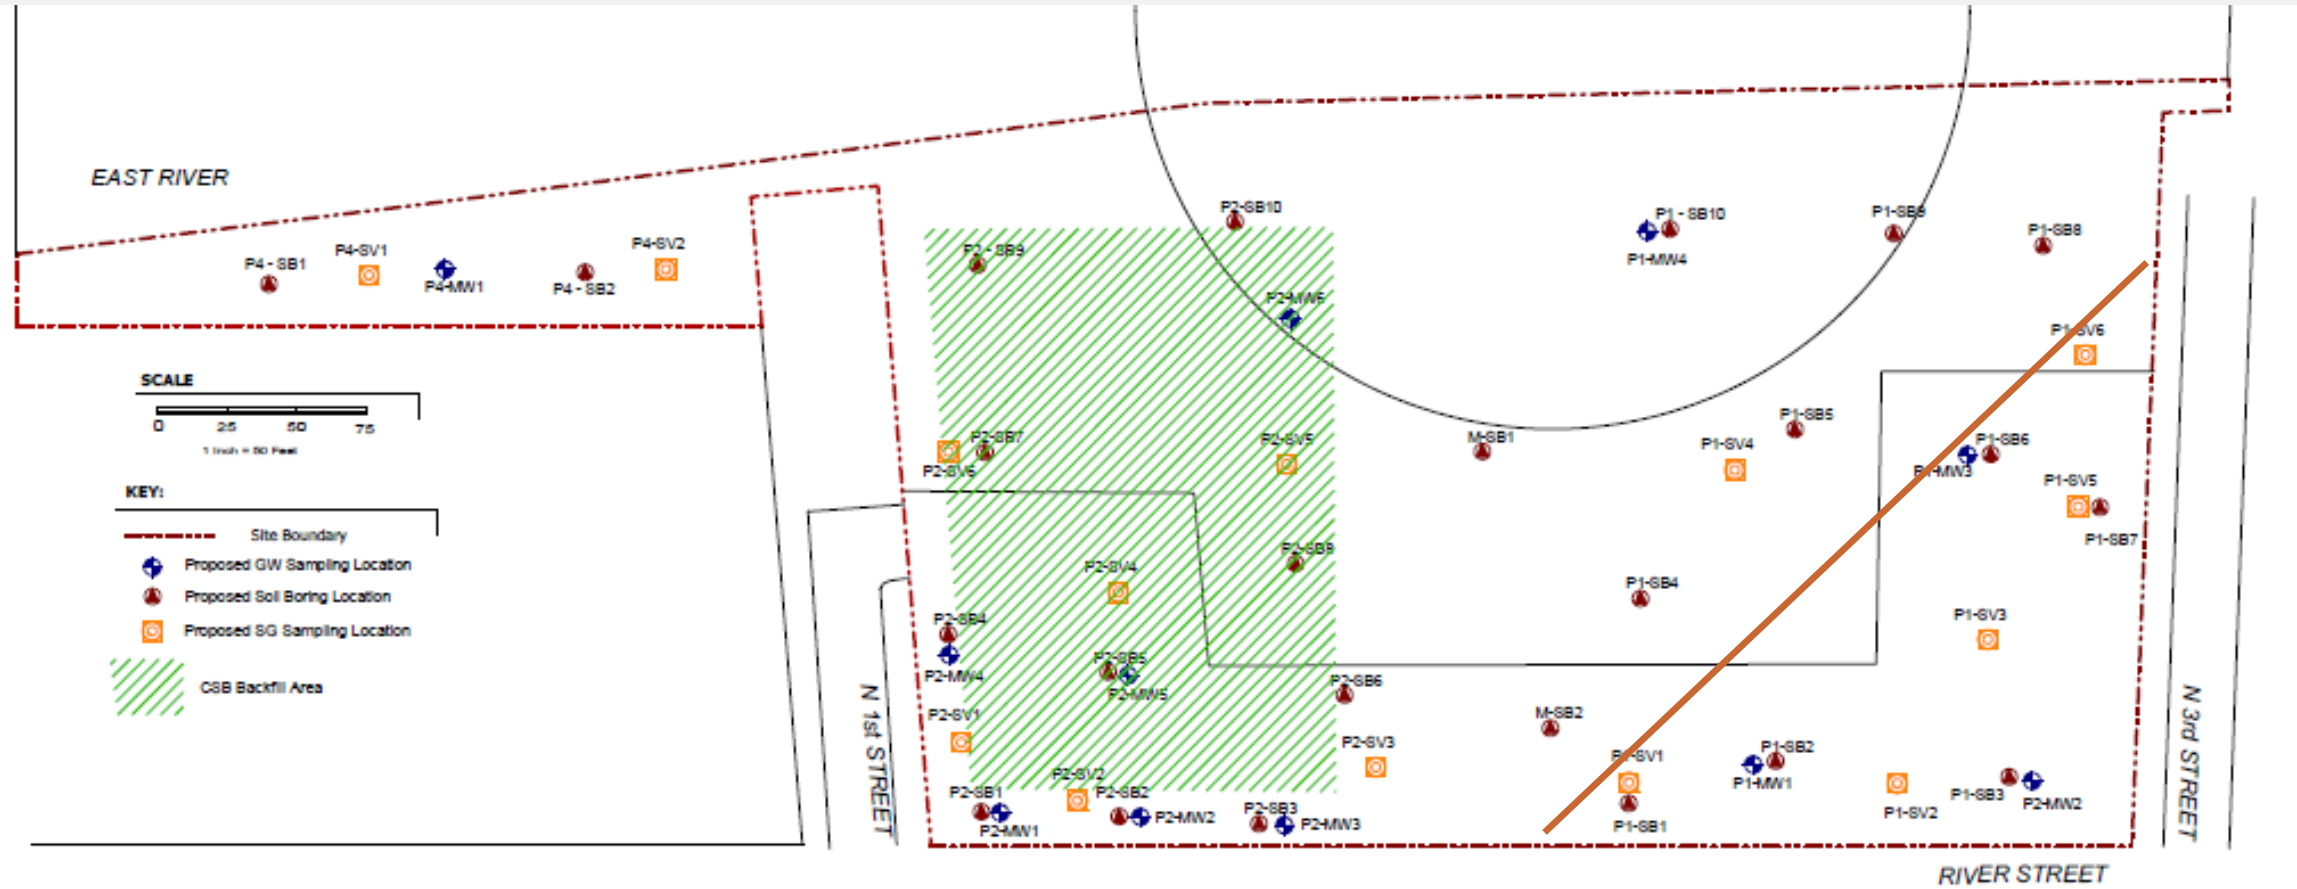 EAST RIVER
P4 - SB1
P4-SV1
P4-MW1
P4 - SB2
P4-SV2
SCALE
0 25 50 75
1 Inch = 50 Feet
KEY:
Site Boundary
Proposed GW Sampling Location
Proposed Soil Boring Location
Proposed SG Sampling Location
CSB Backfill Area
P2-SB10
P2 - SB9
P2-MW6
P2-SB7
P2-SV6
P2-SV5
P2-SV4
P2-SB4
P2-MW4
P2-SB5
P2-MW5
P2-SV1
P2-SV2
P2-SB1
P2-MW1
P2-SB2
P2-MW2
P2-SB3
P2-MW3
P2-SB6
P2-SV3
N 1st STREET
P1 - SB10
P1-MW4
P1-SB9
P1-SB8
P1-SV6
M-SB1
P1-SV4
P1-SB5
P1-SB6
P1-MW3
P1-SV5
P1-SB7
P1-SB4
P1-SV3
M-SB2
P1-SV1
P1-SB1
P1-SB2
P1-MW1
P1-SV2
P1-SB3
P2-MW2
N 3rd STREET
RIVER STREET